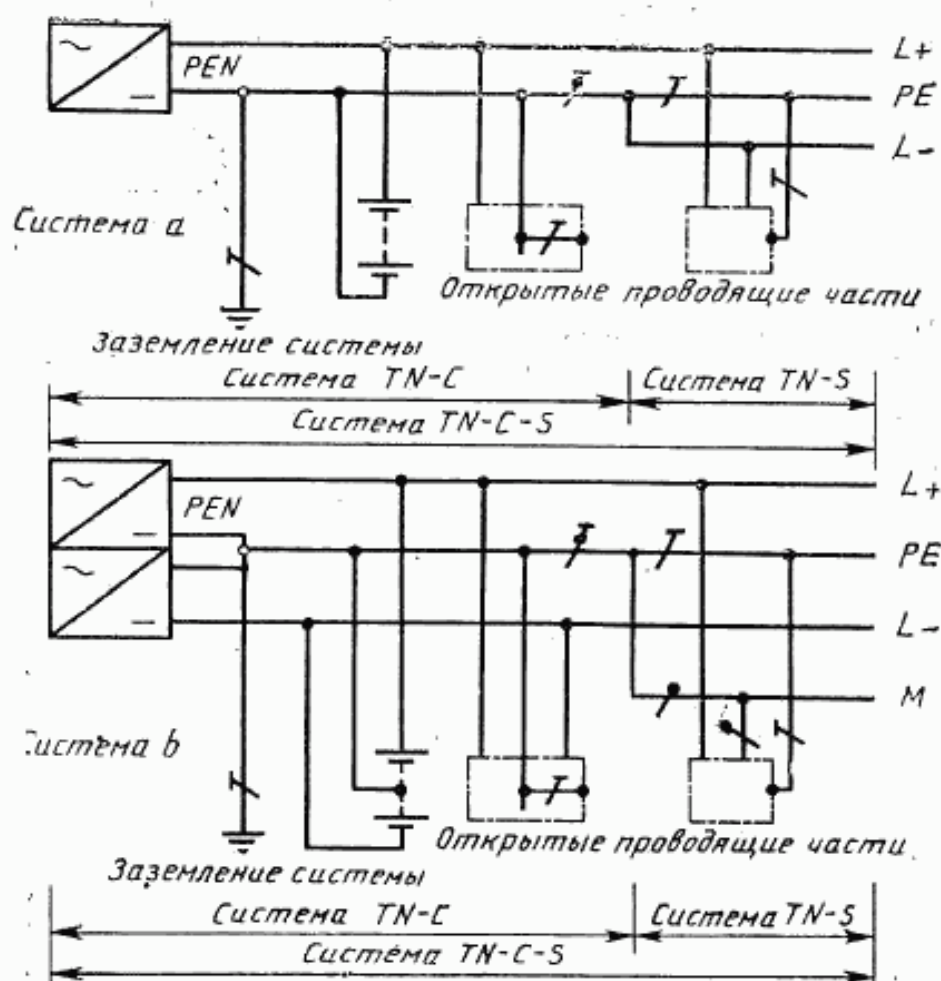 L+
PEN
PE
L-
Система a
Открытые проводящие части
Заземление системы
Система TN-C
Система TN-S
Система TN-C-S
L+
PEN
PE
L-
M
Система b
Открытые проводящие части
Заземление системы
Система TN-C
Система TN-S
Система TN-C-S